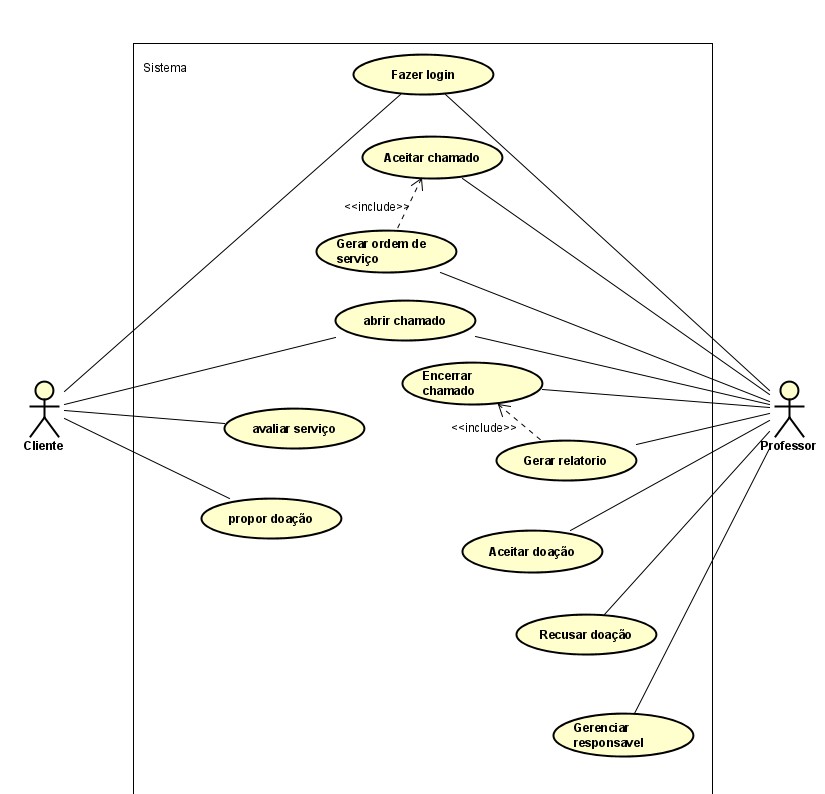 Sistema
Fazer login
Aceitar chamado
<<include>>
Gerar ordem de
serviço
abrir chamado
Encerrar
chamado
<<include>>
avaliar serviço
Cliente
Professor
Gerar relatorio
propor doação
Aceitar doação
Recusar doação
Gerenciar
responsavel